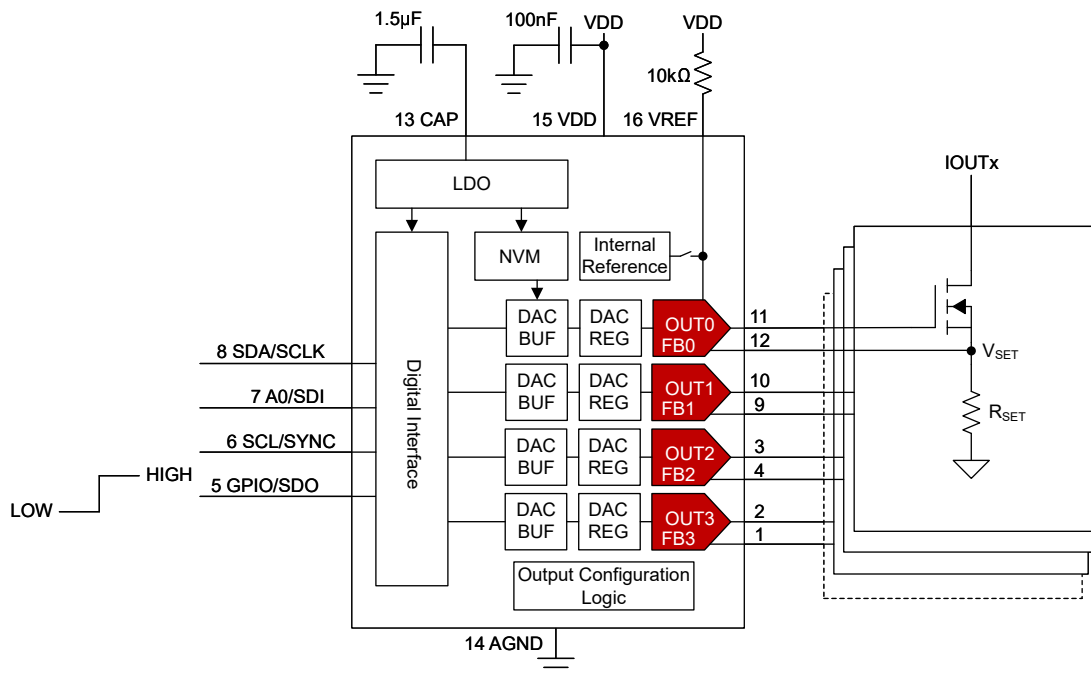 1.5µF
100nF
VDD
VDD
10kΩ
13 CAP
15 VDD
16 VREF
IOUTx
LDO
NVM
Internal
Reference
DAC
BUF
DAC
REG
OUT0
FB0
11
12
VSET
RSET
8 SDA/SCLK
7 A0/SDI
6 SCL/SYNC
5 GPIO/SDO
LOW
HIGH
Digital Interface
DAC
BUF
DAC
REG
OUT1
FB1
10
9
DAC
BUF
DAC
REG
OUT2
FB2
3
4
DAC
BUF
DAC
REG
OUT3
FB3
2
1
Output Configuration
Logic
14 AGND